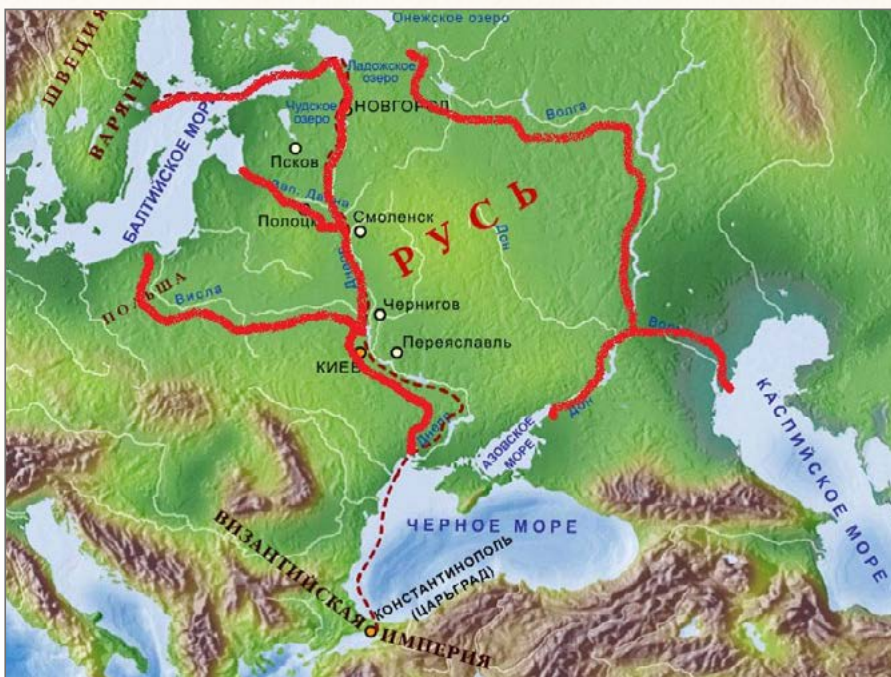 Онежское озеро
ШВЕЦИЯ
ВАРЯГИ
Ладожское
озеро
НОВГОРОД
Чудское
озеро
Волга
БАЛТИЙСКОЕ МОРЕ
Псков
Зап. Двина
Полоцк
Смоленск
РУСЬ
Дон
Днепр
ПОЛЬША
Висла
Чернигов
КИЕВ
Переяславль
Днепр
Дон
АЗОВСКОЕ
МОРЕ
КАСПИЙСКОЕ МОРЕ
ЧЕРНОЕ МОРЕ
ВИЗАНТИЙСКАЯ ИМПЕРИЯ
КОНСТАНТИНОПОЛЬ
(ЦАРЬГРАД)